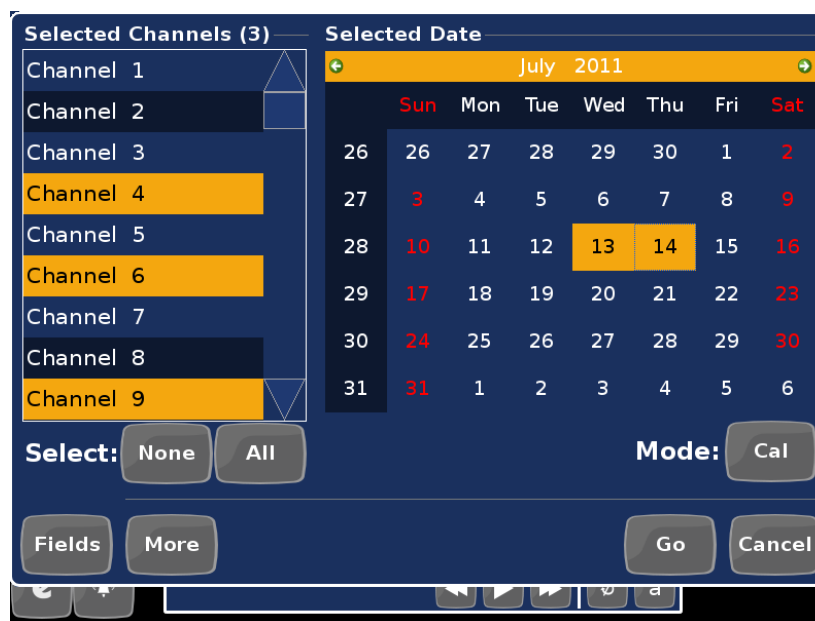 Selected Channels (3) Selected Date
Channel 1
Channel 2
Channel 3
Channel 4
Channel 5
Channel 6
Channel 7
Channel 8
Channel 9
July 2011
Sun Mon Tue Wed Thu Fri Sat
26 26 27 28 29 30 1 2
27 3 4 5 6 7 8 9
28 10 11 12 13 14 15 16
29 17 18 19 20 21 22 23
30 24 25 26 27 28 29 30
31 31 1 2 3 4 5 6
Select: None All Mode: Cal
Fields More Go Cancel